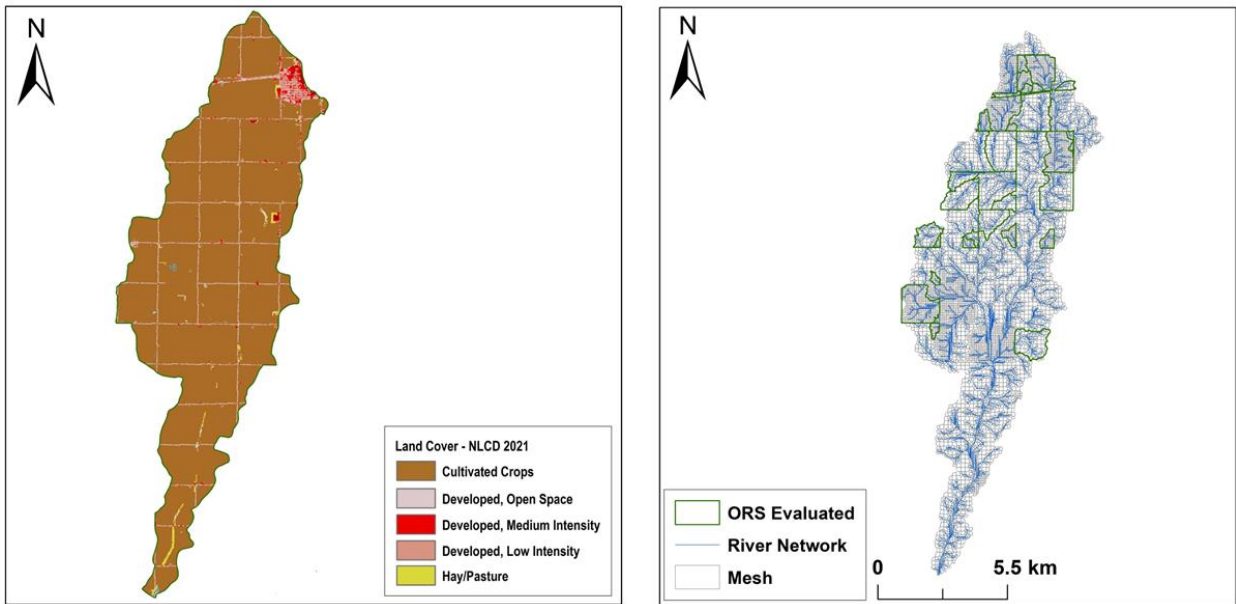 N
Land Cover - NLCD 2021
Cultivated Crops
Developed, Open Space
Developed, Medium Intensity
Developed, Low Intensity
Hay/Pasture
N
ORS Evaluated
River Network
Mesh
0 5.5 km